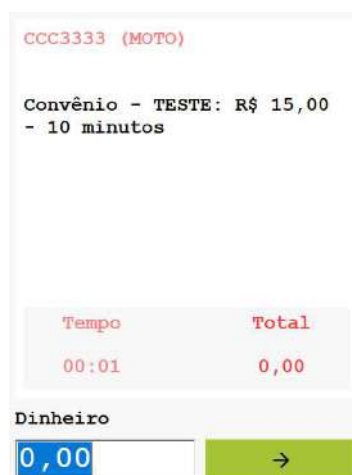 CCC3333 (MOTO)
Convênio - TESTE: R$ 15,00
- 10 minutos
Tempo Total
00:01 0,00
Dinheiro
0,00 →